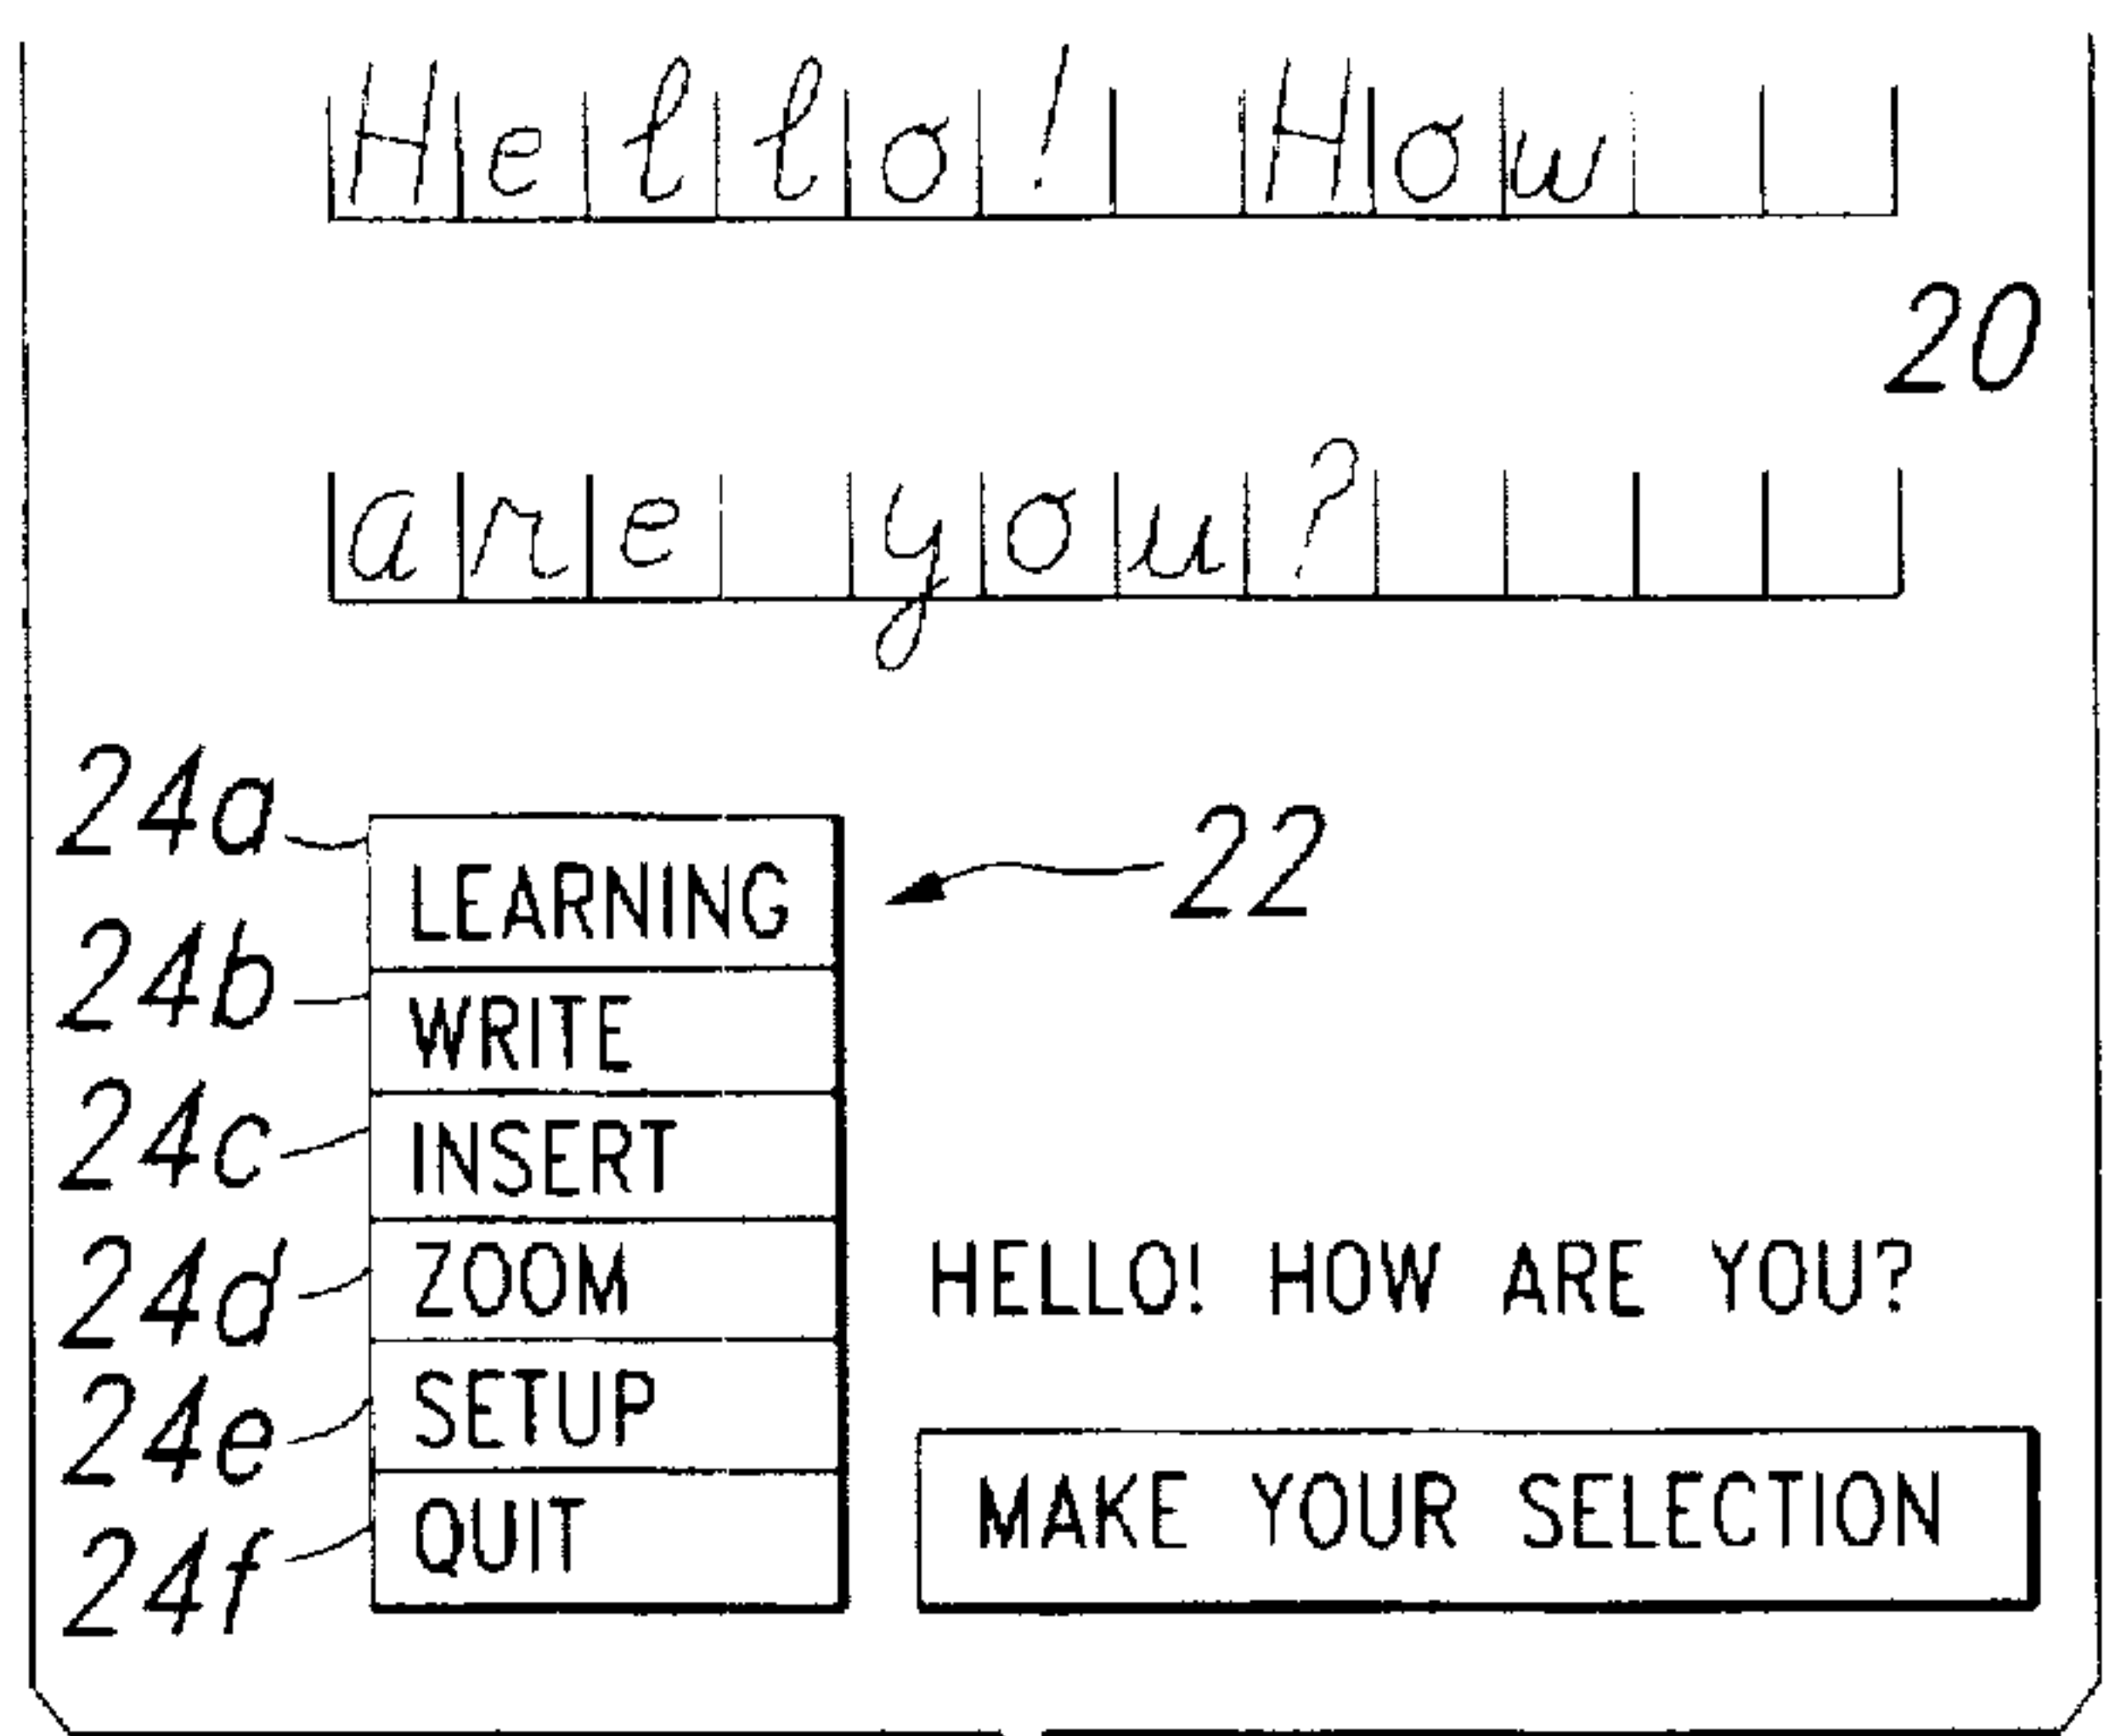 Hello! How
20
are you?
24a
LEARNING
22
24b
WRITE
24c
INSERT
24d
ZOOM
HELLO! HOW ARE YOU?
24e
SETUP
MAKE YOUR SELECTION
24f
QUIT